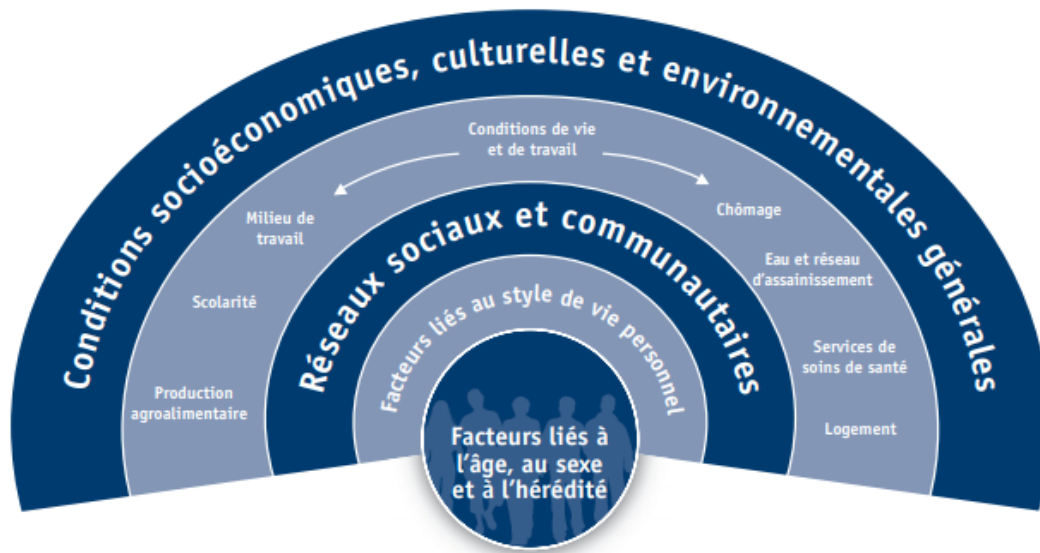 Conditions socioéconomiques, culturelles et environnementales générales
Conditions de vie
et de travail
Milieu de
travail
Scolarité
Production
agroalimentaire
Chômage
Eau et réseau
d'assainissement
Services de
soins de santé
Logement
Réseaux sociaux et communautaires
Facteurs liés au style de vie personnel
Facteurs liés à
l'âge, au sexe
et à l'hérédité